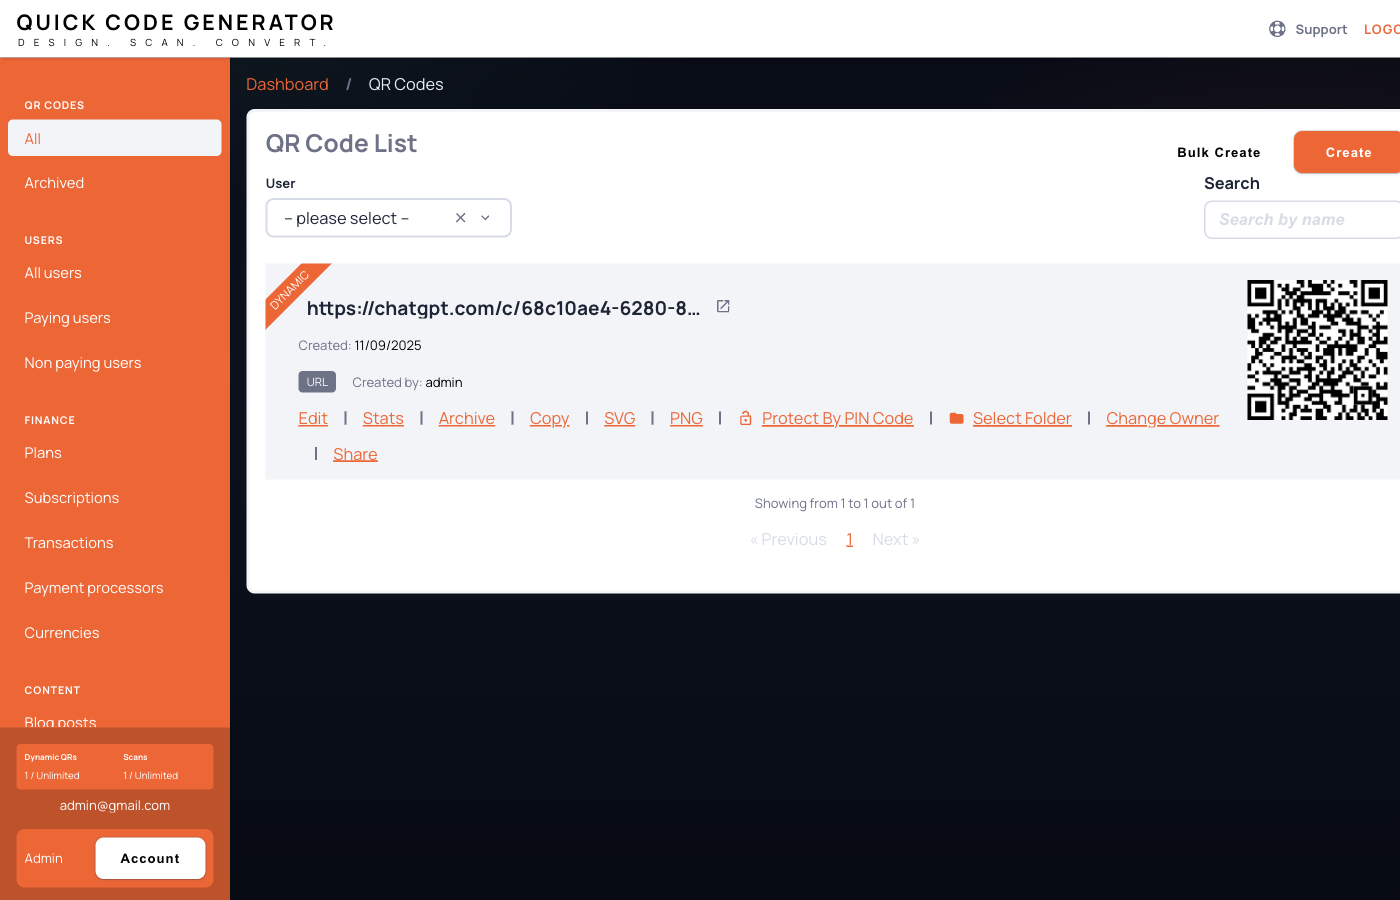 QUICK CODE GENERATOR
DESIGN. SCAN. CONVERT.
Support
LOGO
Dashboard / QR Codes
QR CODES
All
Archived
USERS
All users
Paying users
Non paying users
FINANCE
Plans
Subscriptions
Transactions
Payment processors
Currencies
CONTENT
Blog posts
Dynamic QRs Scans
1 / Unlimited 1 / Unlimited
admin@gmail.com
Admin Account
QR Code List
Bulk Create Create
User
– please select –
Search
Search by name
DYNAMIC
https://chatgpt.com/c/68c10ae4-6280-8...
Created: 11/09/2025
URL Created by: admin
Edit | Stats | Archive | Copy | SVG | PNG | Protect By PIN Code | Select Folder | Change Owner
| Share
Showing from 1 to 1 out of 1
« Previous 1 Next »